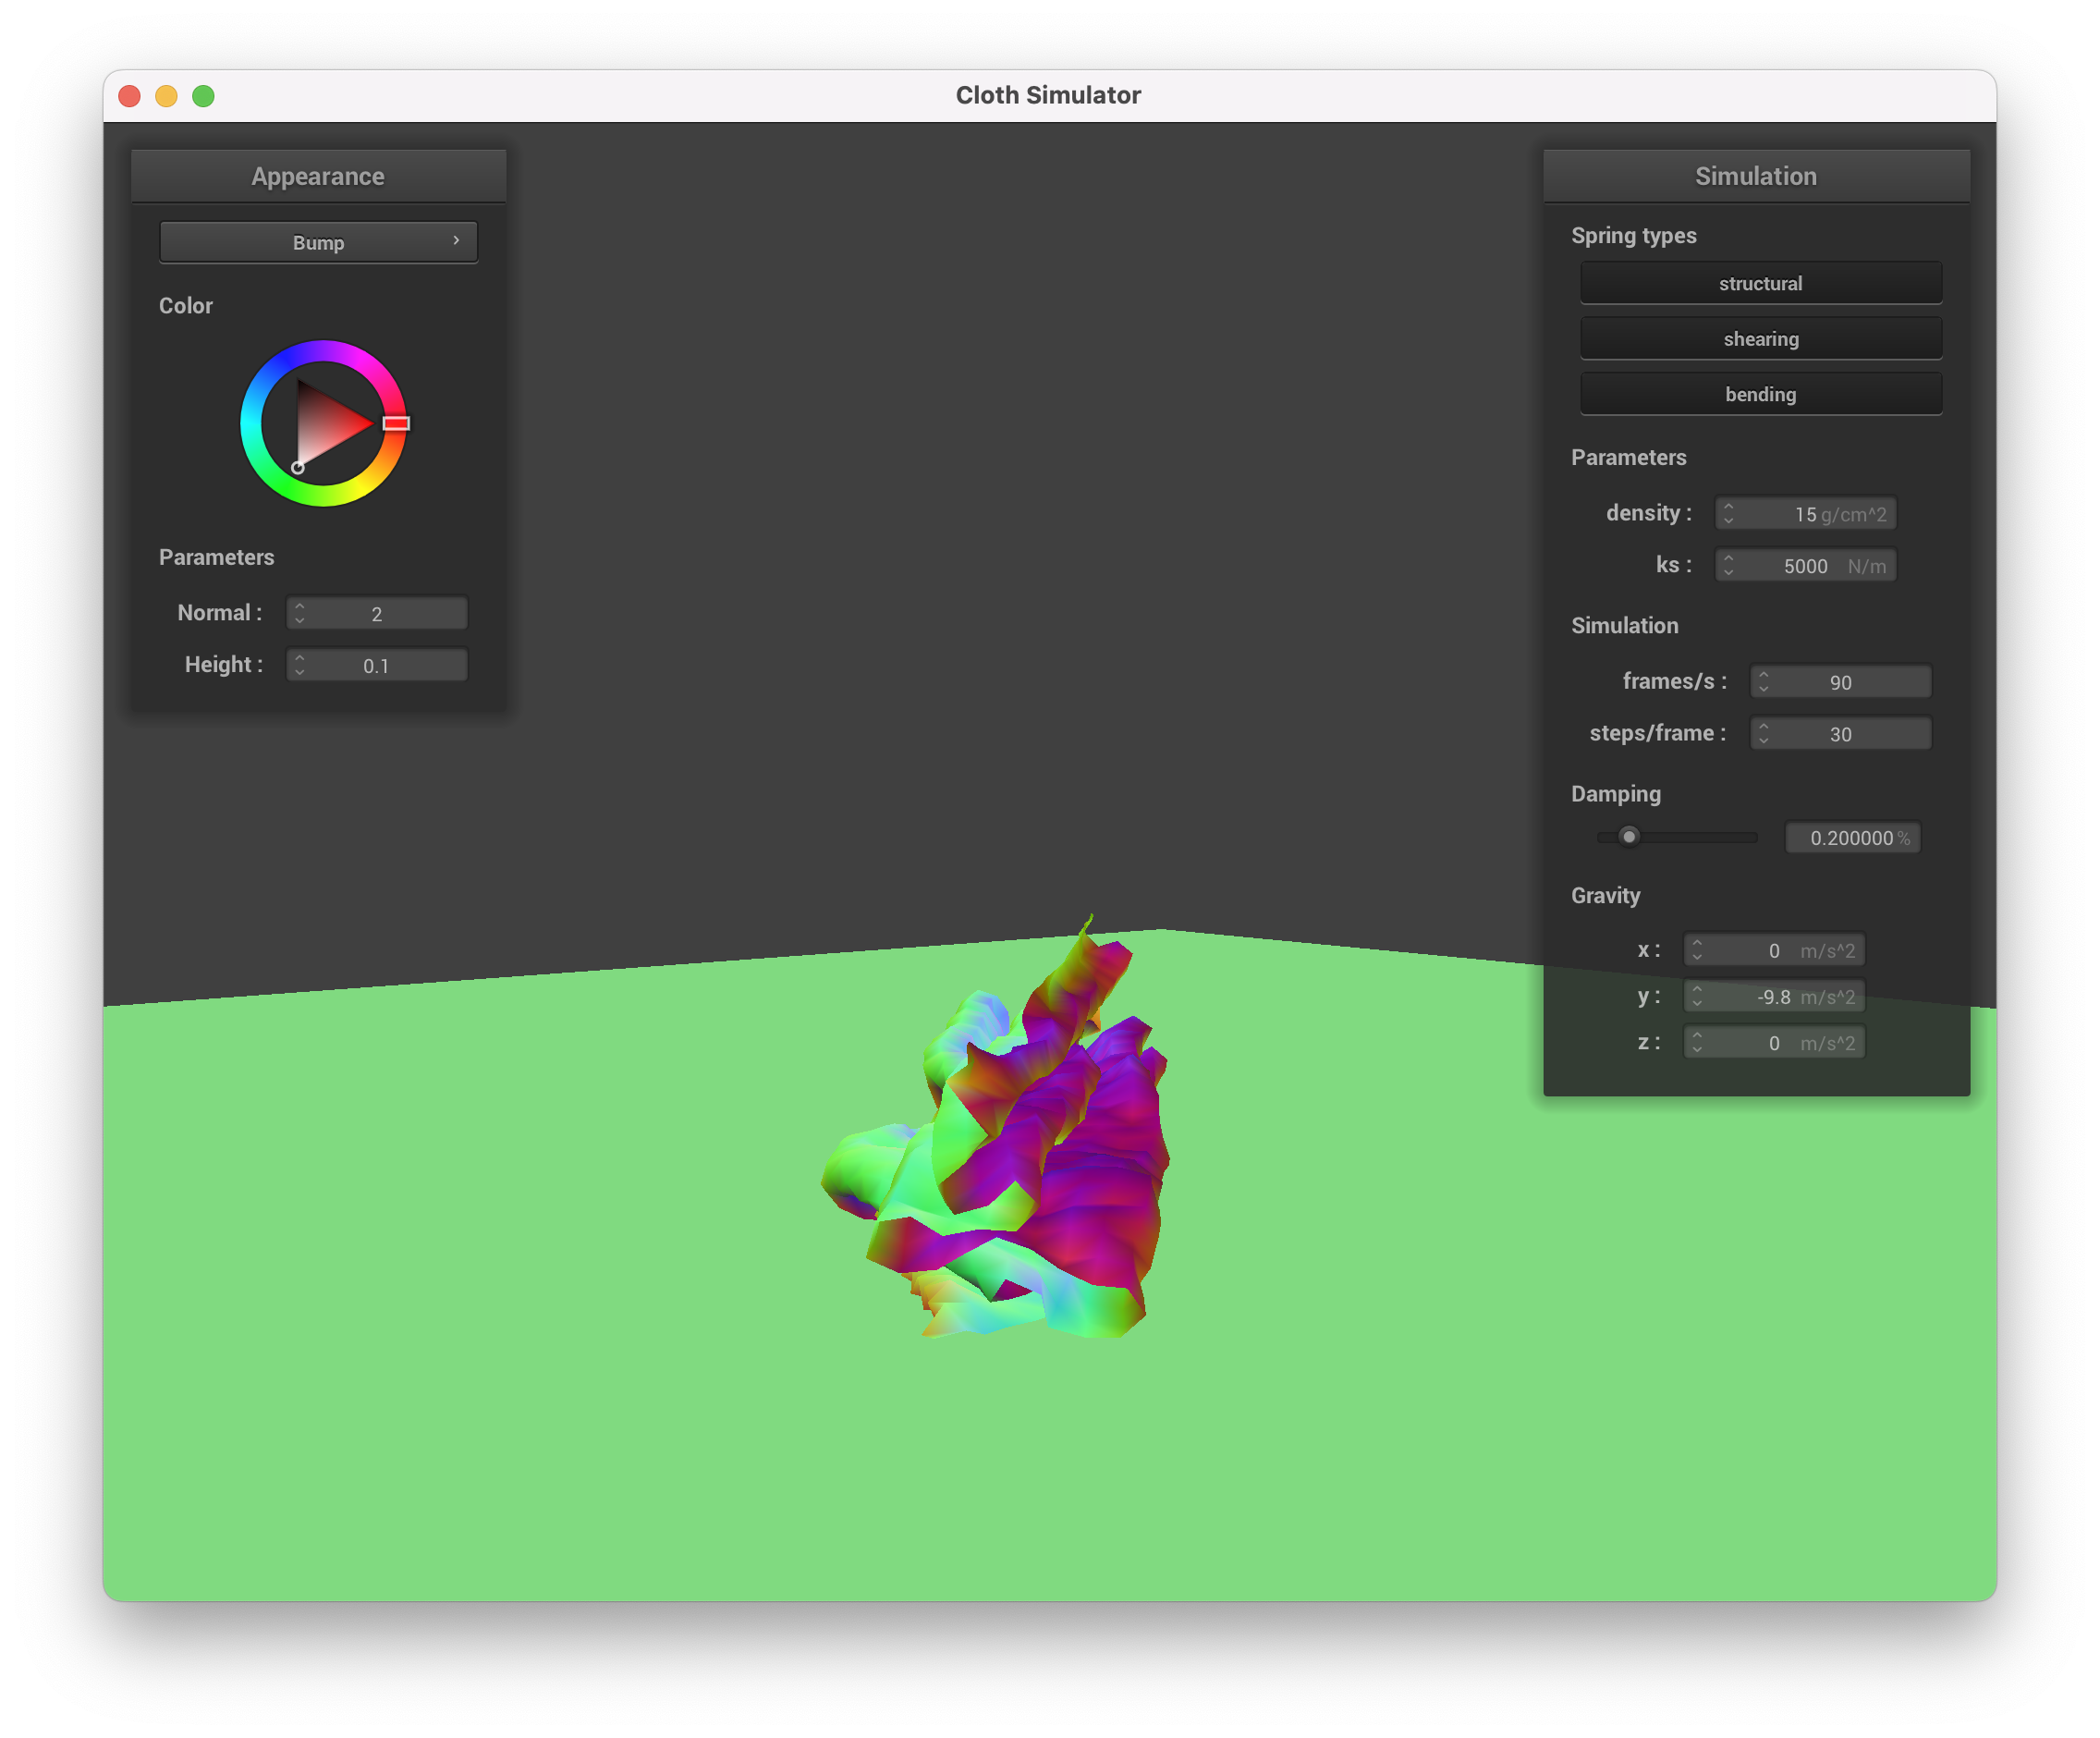 Cloth Simulator
Appearance
Bump
Color
Parameters
Normal : 2
Height : 0.1
Simulation
Spring types
structural
shearing
bending
Parameters
density : 15 g/cm^2
ks : 5000 N/m
Simulation
frames/s : 90
steps/frame : 30
Damping
0.200000 %
Gravity
x : 0 m/s^2
y : -9.8 m/s^2
z : 0 m/s^2